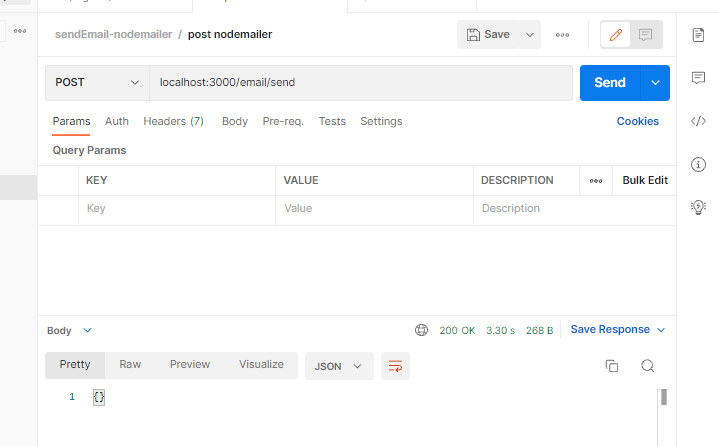 sendEmail-nodemailer / post nodemailer
Save
POST
localhost:3000/email/send
Send
Params Auth Headers (7) Body Pre-req. Tests Settings Cookies
Query Params
KEY VALUE DESCRIPTION Bulk Edit
Key Value Description
Body 200 OK 3.30 s 268 B Save Response
Pretty Raw Preview Visualize JSON
1 {}